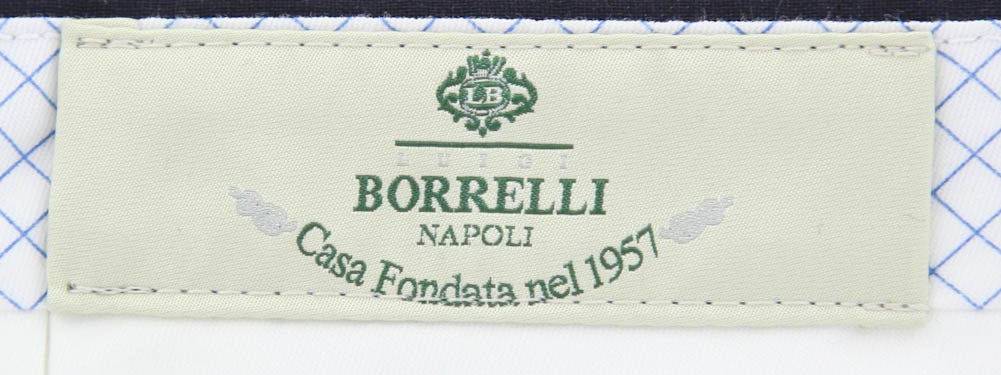 LB
LUIGI
BORRELLI
NAPOLI
Casa Fondata nel 1957